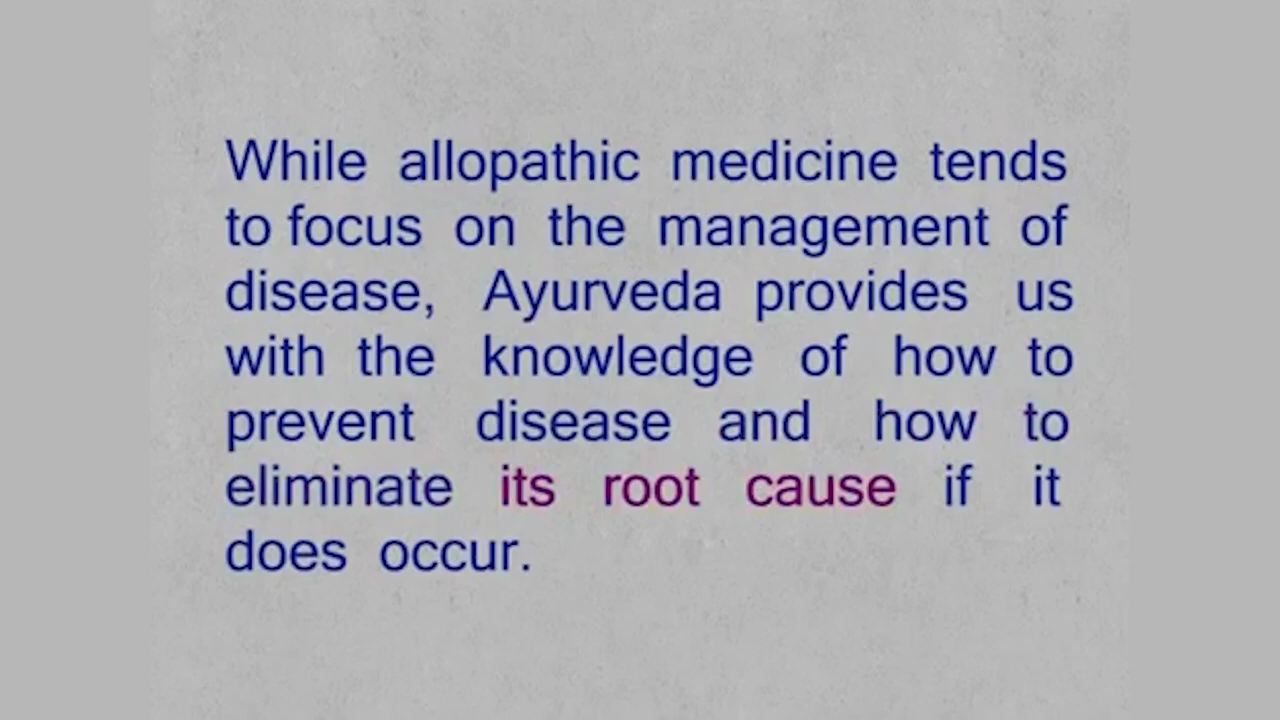 While allopathic medicine tends
to focus on the management of
disease, Ayurveda provides us
with the knowledge of how to
prevent disease and how to
eliminate its root cause if it
does occur.